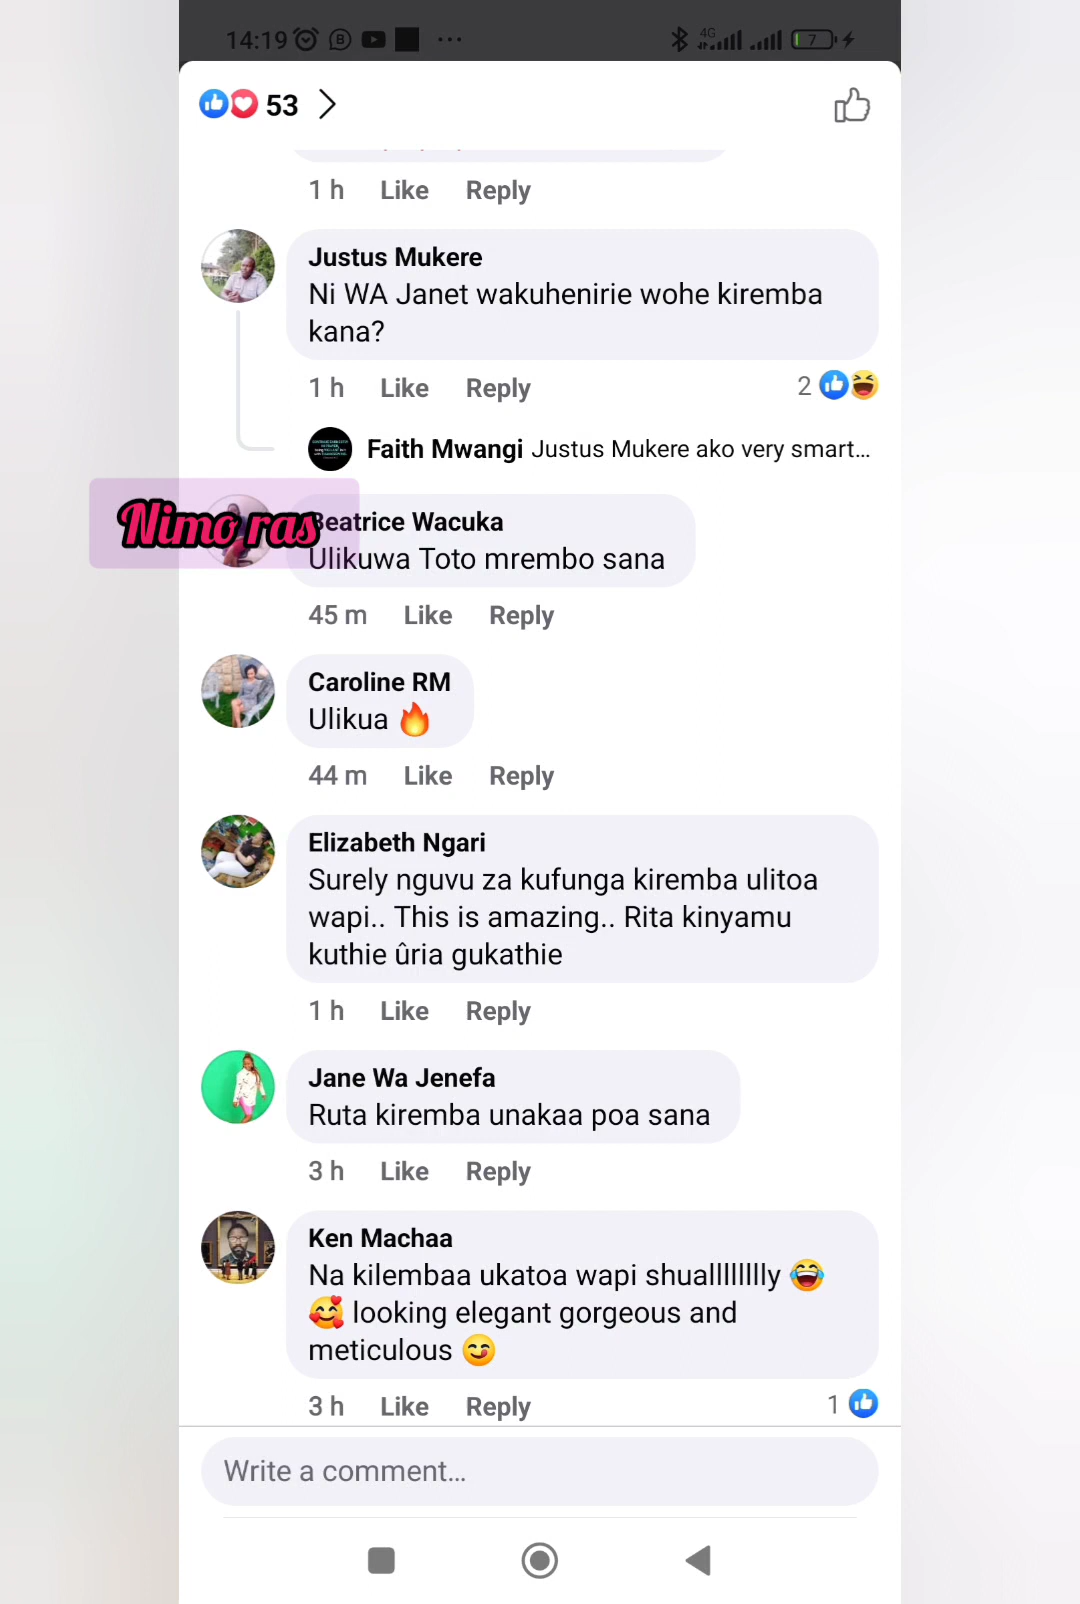 14:19
4G
7
53
1 h Like Reply
Justus Mukere
Ni WA Janet wakuhenirie wohe kiremba
kana?
1 h Like Reply 2
Faith Mwangi Justus Mukere ako very smart...
Nimo ras
Beatrice Wacuka
Ulikuwa Toto mrembo sana
45 m Like Reply
Caroline RM
Ulikua 🔥
44 m Like Reply
Elizabeth Ngari
Surely nguvu za kufunga kiremba ulitoa
wapi.. This is amazing.. Rita kinyamu
kuthie ûria gukathie
1 h Like Reply
Jane Wa Jenefa
Ruta kiremba unakaa poa sana
3 h Like Reply
Ken Machaa
Na kilembaa ukatoa wapi shuallllllllly 😂
🥰 looking elegant gorgeous and
meticulous 😋
3 h Like Reply 1
Write a comment...